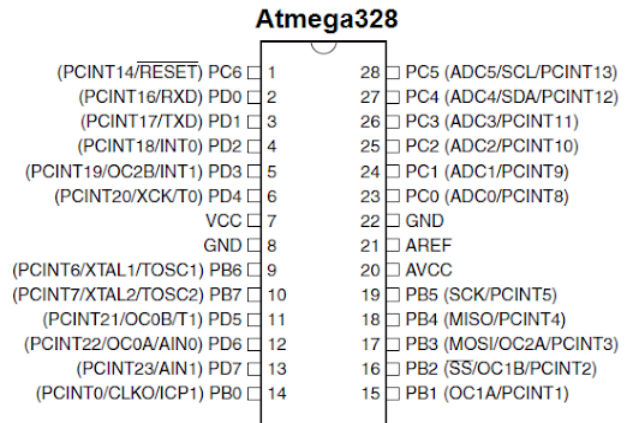 Atmega328
(PCINT14/RESET) PC6 1 28 PC5 (ADC5/SCL/PCINT13)
(PCINT16/RXD) PD0 2 27 PC4 (ADC4/SDA/PCINT12)
(PCINT17/TXD) PD1 3 26 PC3 (ADC3/PCINT11)
(PCINT18/INT0) PD2 4 25 PC2 (ADC2/PCINT10)
(PCINT19/OC2B/INT1) PD3 5 24 PC1 (ADC1/PCINT9)
(PCINT20/XCK/T0) PD4 6 23 PC0 (ADC0/PCINT8)
VCC 7 22 GND
GND 8 21 AREF
(PCINT6/XTAL1/TOSC1) PB6 9 20 AVCC
(PCINT7/XTAL2/TOSC2) PB7 10 19 PB5 (SCK/PCINT5)
(PCINT21/OC0B/T1) PD5 11 18 PB4 (MISO/PCINT4)
(PCINT22/OC0A/AIN0) PD6 12 17 PB3 (MOSI/OC2A/PCINT3)
(PCINT23/AIN1) PD7 13 16 PB2 (SS/OC1B/PCINT2)
(PCINT0/CLKO/ICP1) PB0 14 15 PB1 (OC1A/PCINT1)